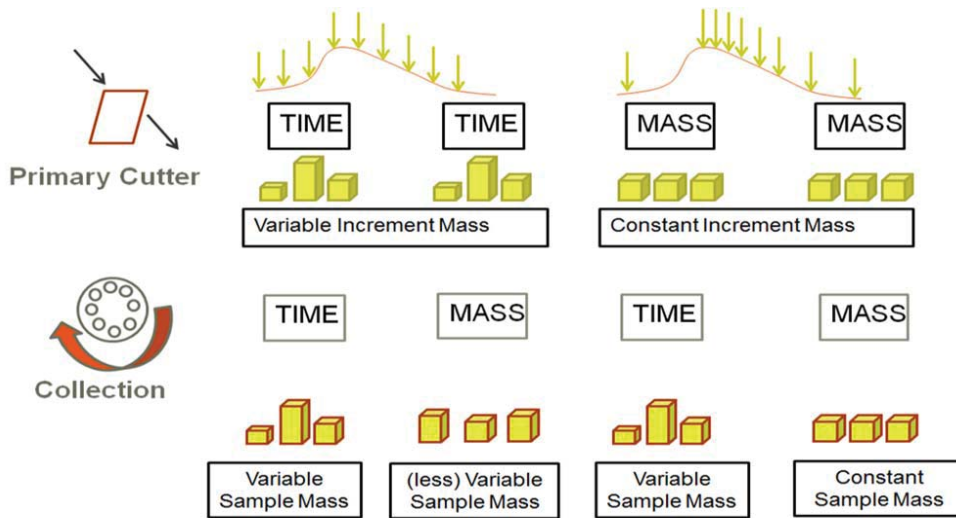 TIME
TIME
MASS
MASS
Primary Cutter
Variable Increment Mass
Constant Increment Mass
TIME
MASS
TIME
MASS
Collection
Variable
Sample Mass
(less) Variable
Sample Mass
Variable
Sample Mass
Constant
Sample Mass